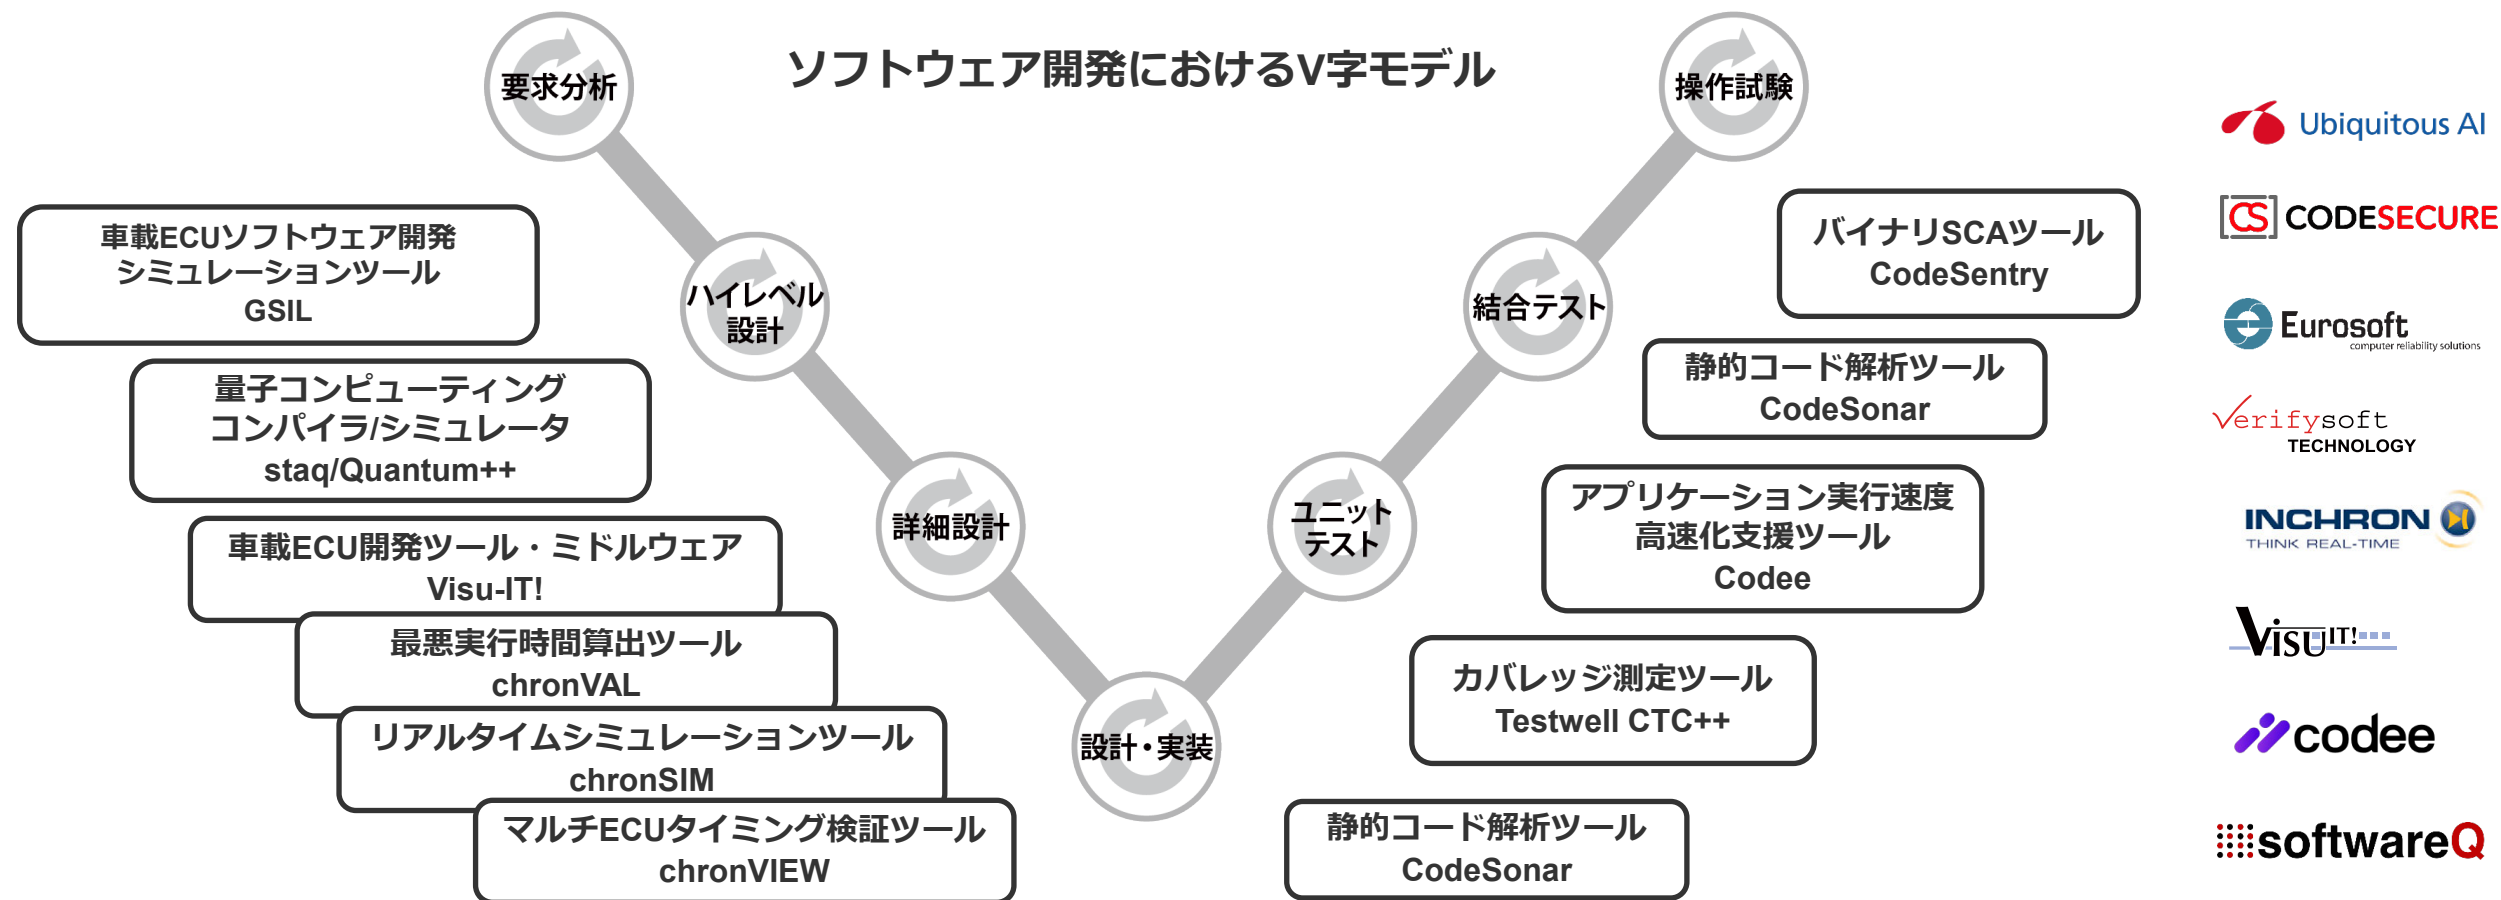 ソフトウェア開発におけるV字モデル
要求分析
ハイレベル
設計
詳細設計
設計・実装
ユニット
テスト
結合テスト
操作試験
車載ECUソフトウェア開発
シミュレーションツール
GSIL
量子コンピューティング
コンパイラ/シミュレータ
staq/Quantum++
車載ECU開発ツール・ミドルウェア
Visu-IT!
最悪実行時間算出ツール
chronVAL
リアルタイムシミュレーションツール
chronSIM
マルチECUタイミング検証ツール
chronVIEW
バイナリSCAツール
CodeSentry
静的コード解析ツール
CodeSonar
アプリケーション実行速度
高速化支援ツール
Codee
カバレッジ測定ツール
Testwell CTC++
静的コード解析ツール
CodeSonar
Ubiquitous AI
CS CODESECURE
Eurosoft
computer reliability solutions
Verifysoft
TECHNOLOGY
INCHRON
THINK REAL-TIME
VISU IT!
codee
softwareQ